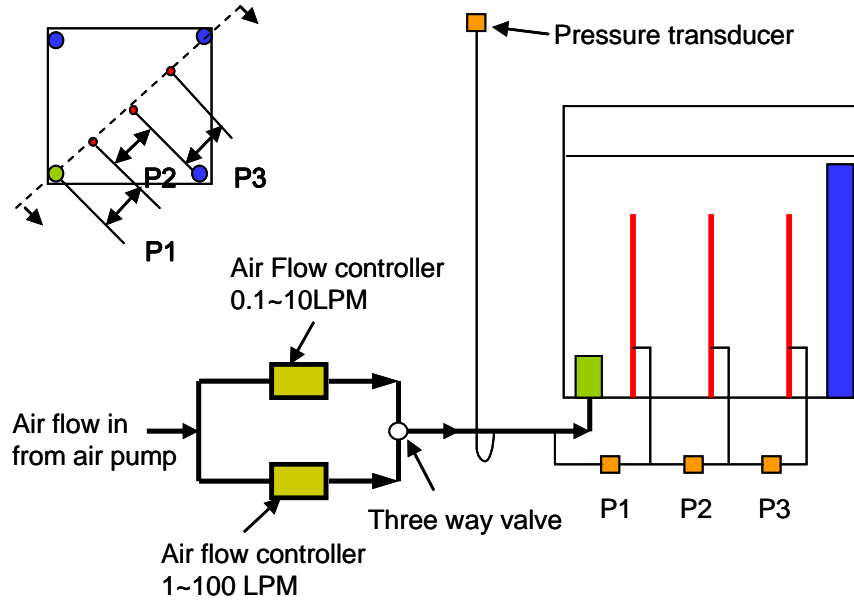 Pressure transducer
P2
P3
P1
Air Flow controller
0.1~10LPM
Air flow in
from air pump
Three way valve
P1
P2
P3
Air flow controller
1~100 LPM